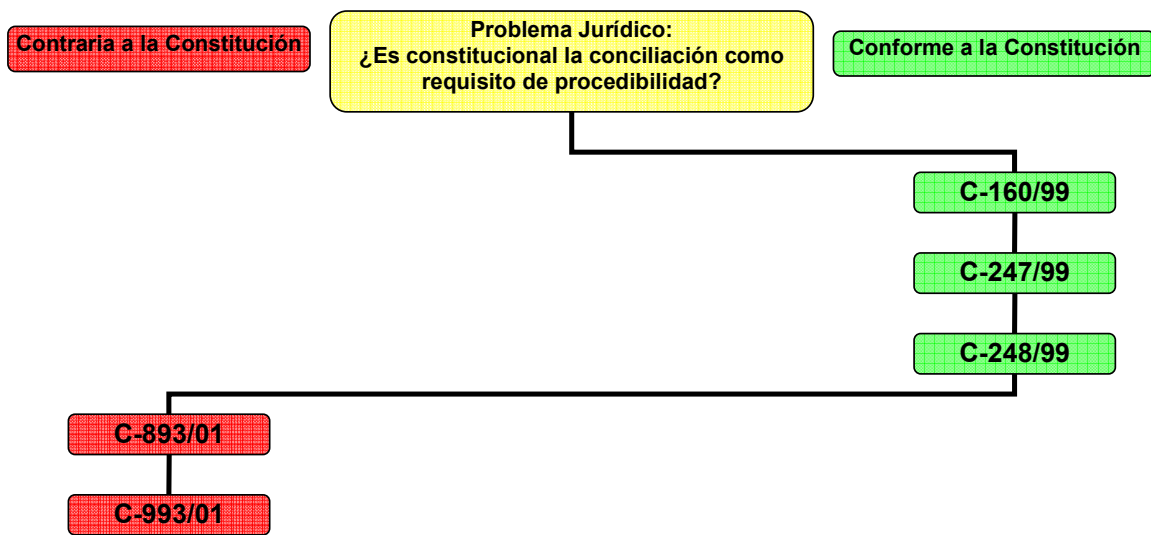 Contraria a la Constitución
Problema Jurídico:
¿Es constitucional la conciliación como
requisito de procedibilidad?
Conforme a la Constitución
C-160/99
C-247/99
C-248/99
C-893/01
C-993/01